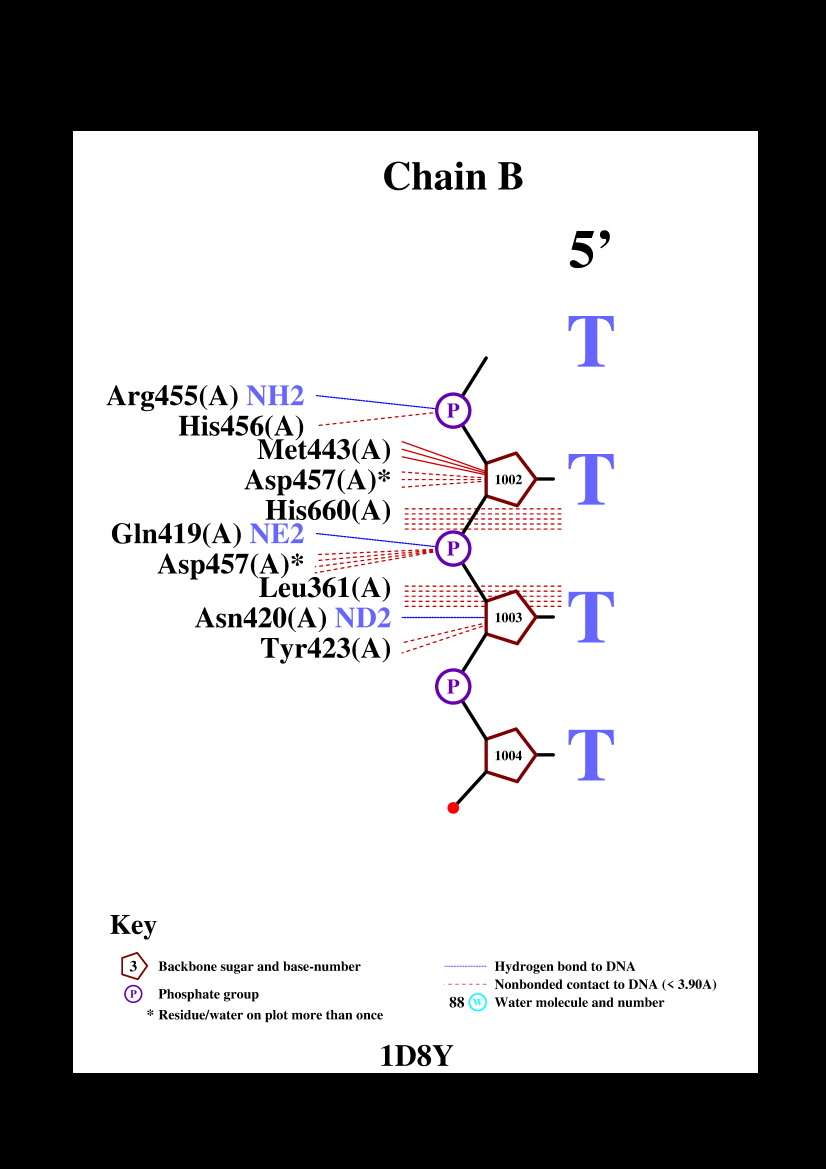 Chain B
5’
T
Arg455(A) NH2
P
His456(A)
Met443(A)
Asp457(A)*
1002
T
His660(A)
Gln419(A) NE2
P
Asp457(A)*
Leu361(A)
Asn420(A) ND2
1003
T
Tyr423(A)
P
1004
T
Key
3 Backbone sugar and base-number
P Phosphate group
* Residue/water on plot more than once
Hydrogen bond to DNA
Nonbonded contact to DNA (< 3.90A)
88 W Water molecule and number
1D8Y